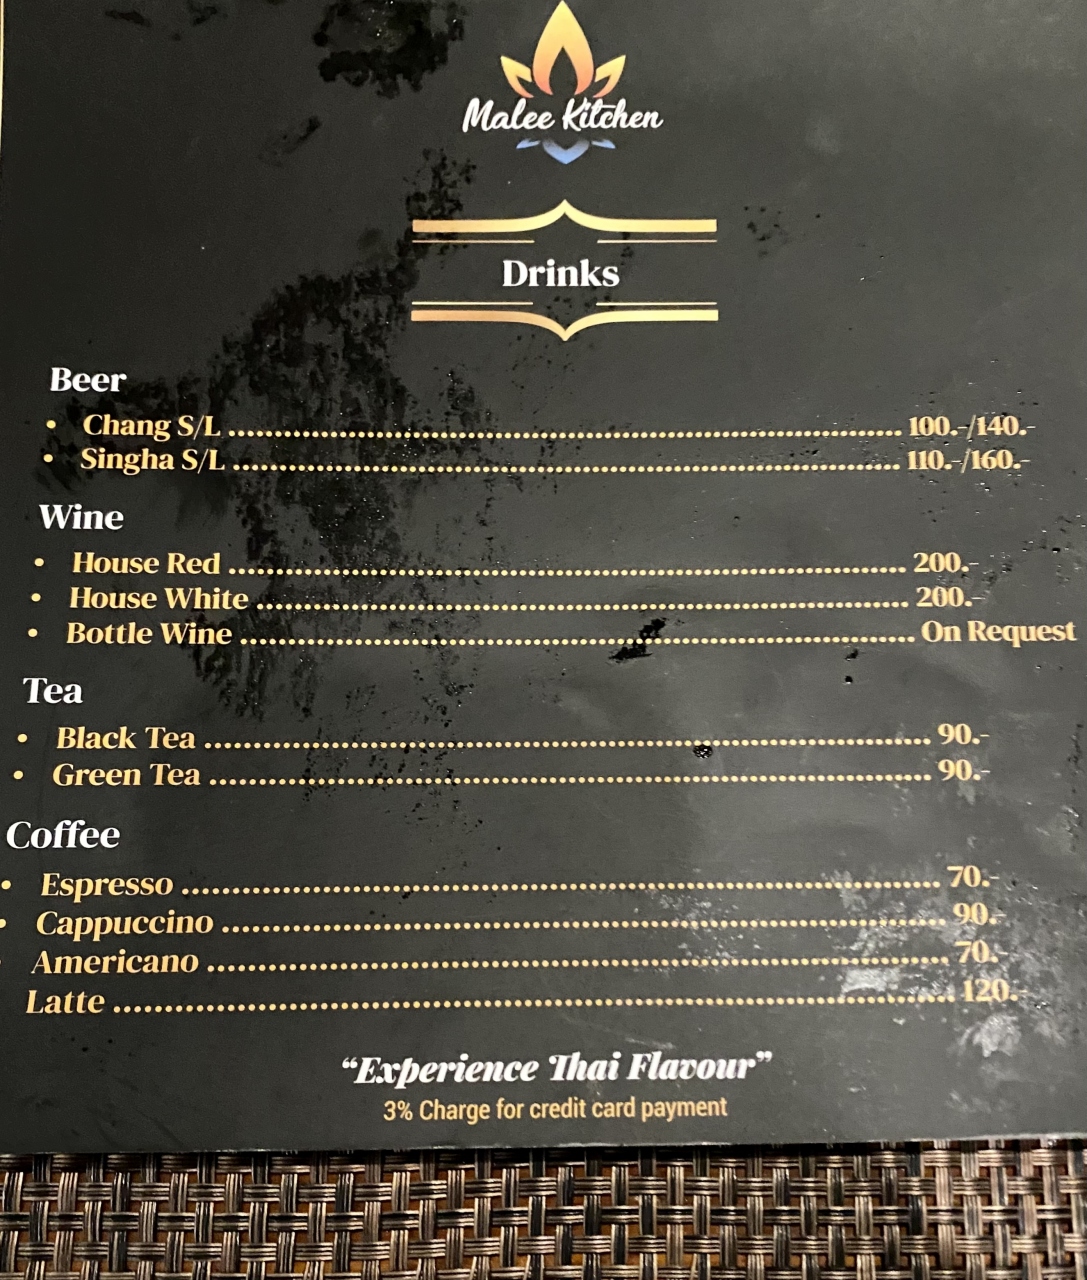 Malee Kitchen
Drinks
Beer
• Chang S/L ........................................ 100.-/140.-
• Singha S/L ........................................ 110.-/160.-
Wine
• House Red ........................................ 200.-
• House White ........................................ 200.-
• Bottle Wine ........................................ On Request
Tea
• Black Tea ........................................ 90.-
• Green Tea ........................................ 90.-
Coffee
• Espresso ........................................ 70.-
• Cappuccino ........................................ 90.-
• Americano ........................................ 70.-
Latte ........................................ 120.-
“Experience Thai Flavour”
3% Charge for credit card payment